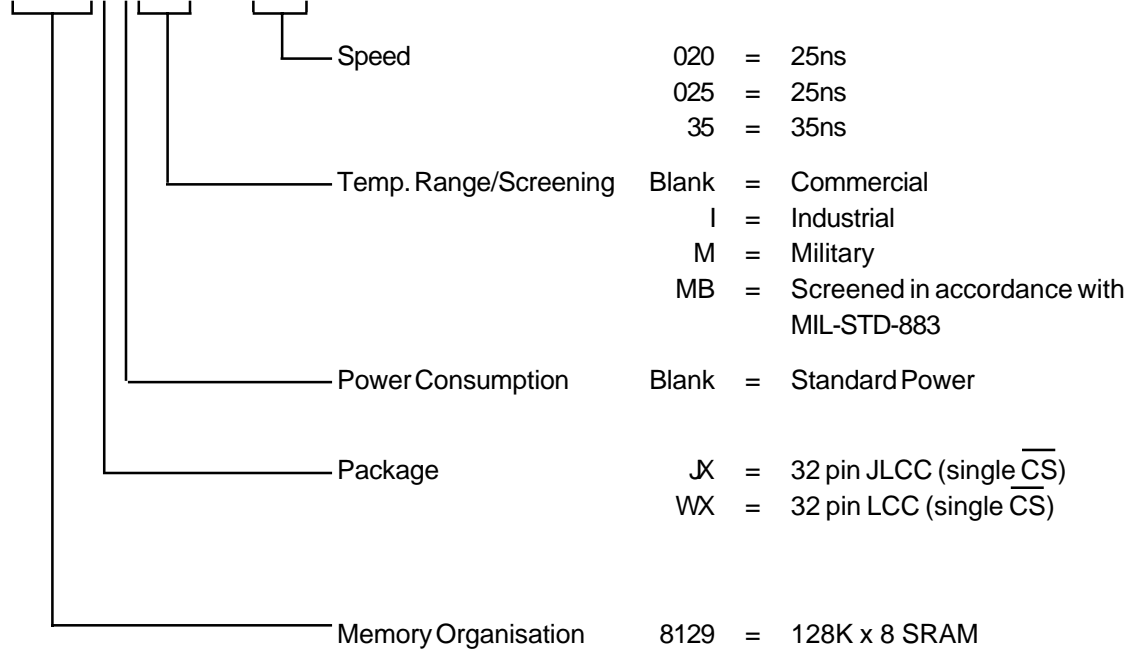 Speed 020 = 25ns
025 = 25ns
35 = 35ns
Temp. Range/Screening Blank = Commercial
I = Industrial
M = Military
MB = Screened in accordance with
MIL-STD-883
Power Consumption Blank = Standard Power
Package JX = 32 pin JLCC (single C̅S̅)
WX = 32 pin LCC (single C̅S̅)
Memory Organisation 8129 = 128K x 8 SRAM